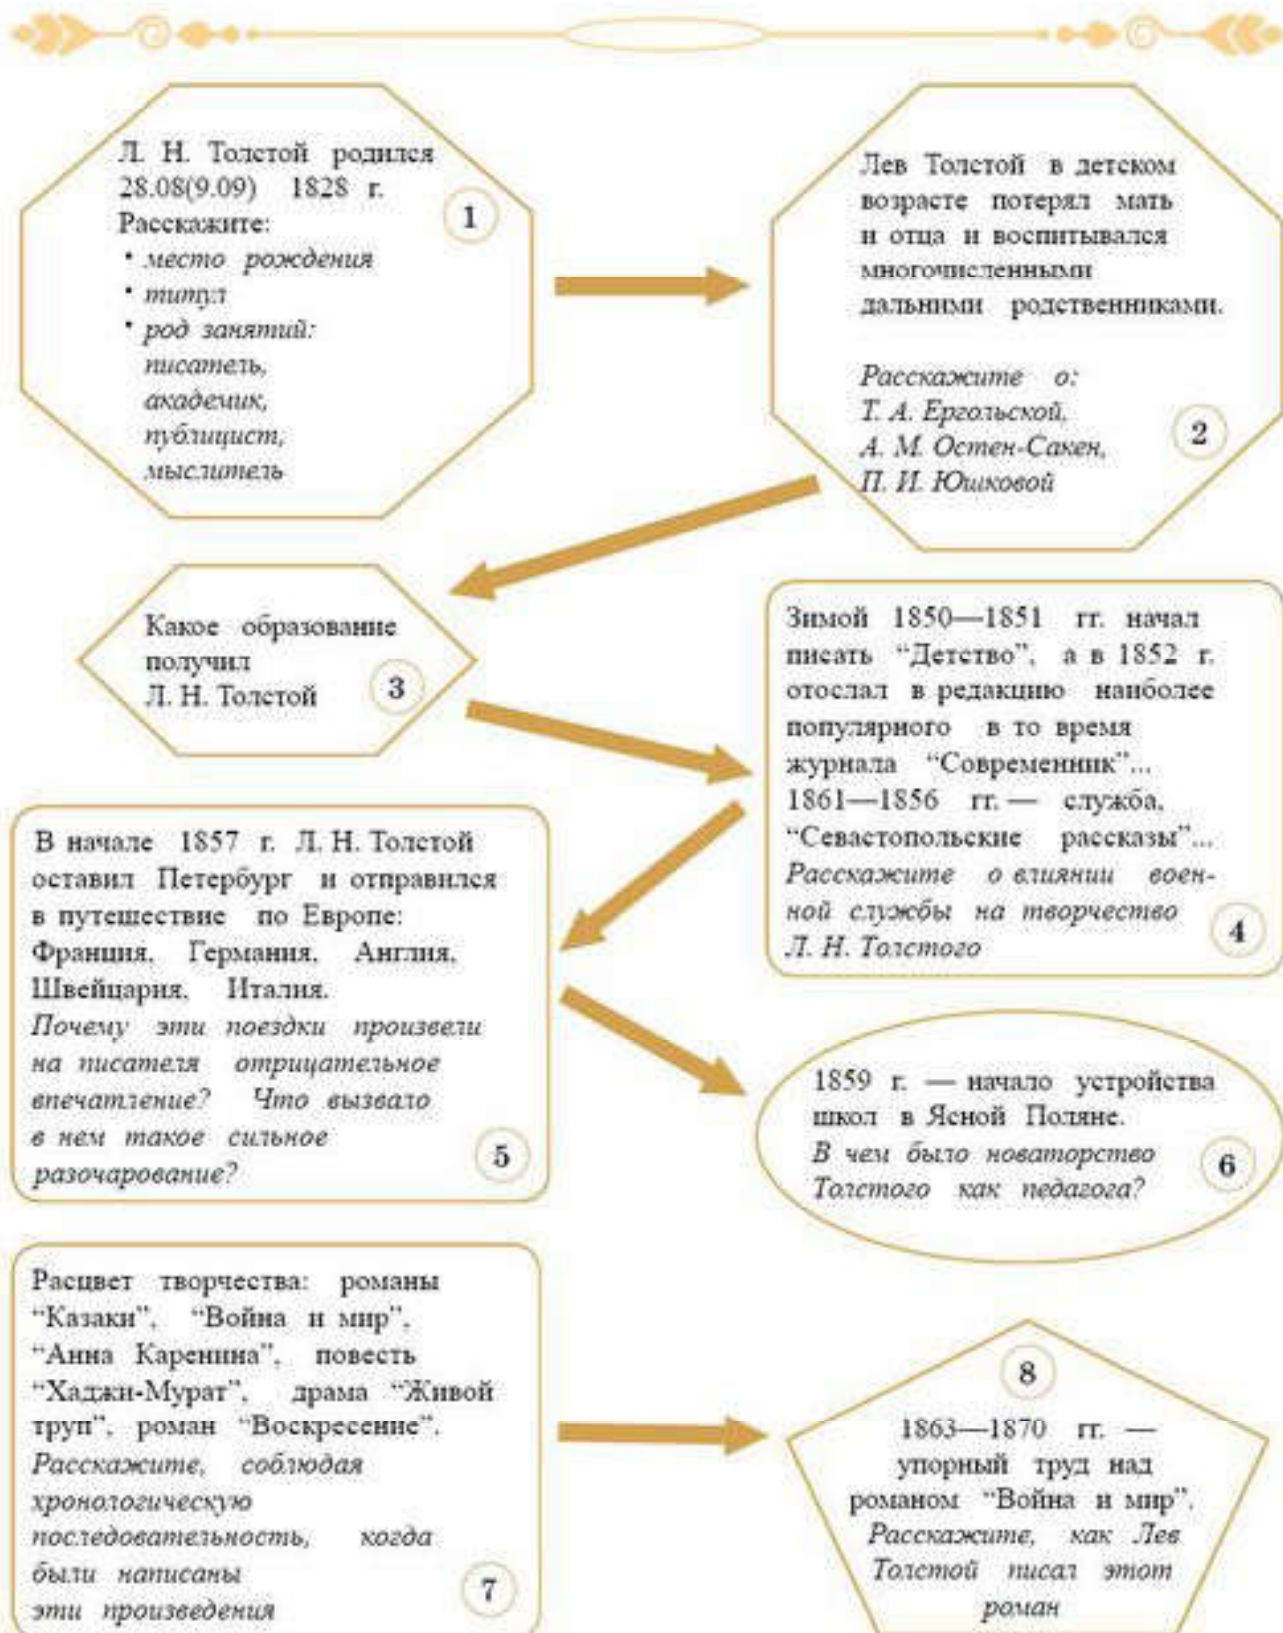 Л. Н. Толстой родился
28.08(9.09) 1828 г.
Расскажите:
• место рождения
• титул
• род занятий:
писатель,
академик,
публицист,
мыслитель
1
Лев Толстой в детском
возрасте потерял мать
и отца и воспитывался
многочисленными
дальними родственниками.
Расскажите о:
Т. А. Ергольской,
А. М. Остен-Сакен,
П. И. Юшковой
2
Какое образование
получил
Л. Н. Толстой
3
Зимой 1850—1851 гг. начал
писать “Детство”, а в 1852 г.
отослал в редакцию наиболее
популярного в то время
журнала “Современник”...
1861—1856 гг. — служба,
“Севастопольские рассказы”...
Расскажите о влиянии воен-
ной службы на творчество
Л. Н. Толстого
4
В начале 1857 г. Л. Н. Толстой
оставил Петербург и отправился
в путешествие по Европе:
Франция, Германия, Англия,
Швейцария, Италия.
Почему эти поездки произвели
на писателя отрицательное
впечатление? Что вызвало
в нем такое сильное
разочарование?
5
1859 г. — начало устройства
школ в Ясной Поляне.
В чем было новаторство
Толстого как педагога?
6
Расцвет творчества: романы
“Казаки”, “Война и мир”,
“Анна Каренина”, повесть
“Хаджи-Мурат”, драма “Живой
труп”, роман “Воскресение”.
Расскажите, соблюдая
хронологическую
последовательность, когда
были написаны
эти произведения
7
8
1863—1870 гг. —
упорный труд над
романом “Война и мир”.
Расскажите, как Лев
Толстой писал этот
роман